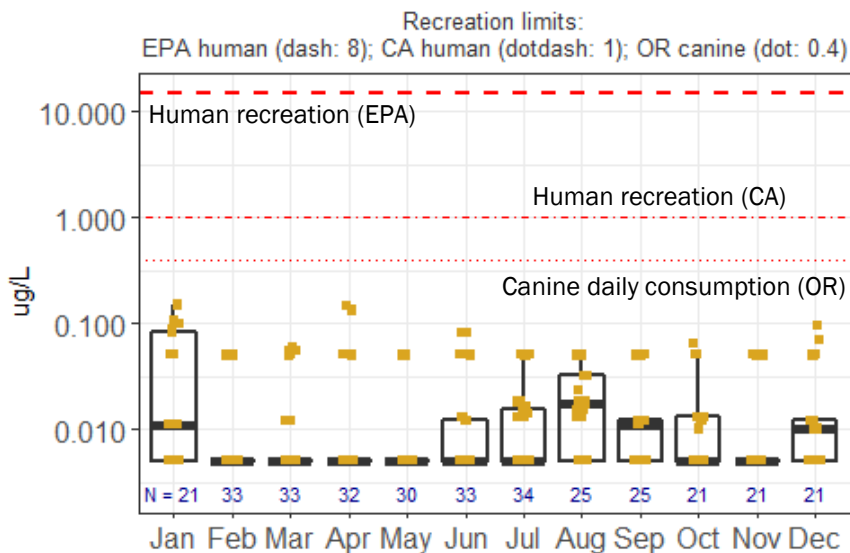 Recreation limits:
EPA human (dash: 8); CA human (dotdash: 1); OR canine (dot: 0.4)
10.000
Human recreation (EPA)
Human recreation (CA)
1.000
Canine daily consumption (OR)
ug/L
0.100
0.010
N = 21 33 33 32 30 33 34 25 25 21 21 21
Jan Feb Mar Apr May Jun Jul Aug Sep Oct Nov Dec